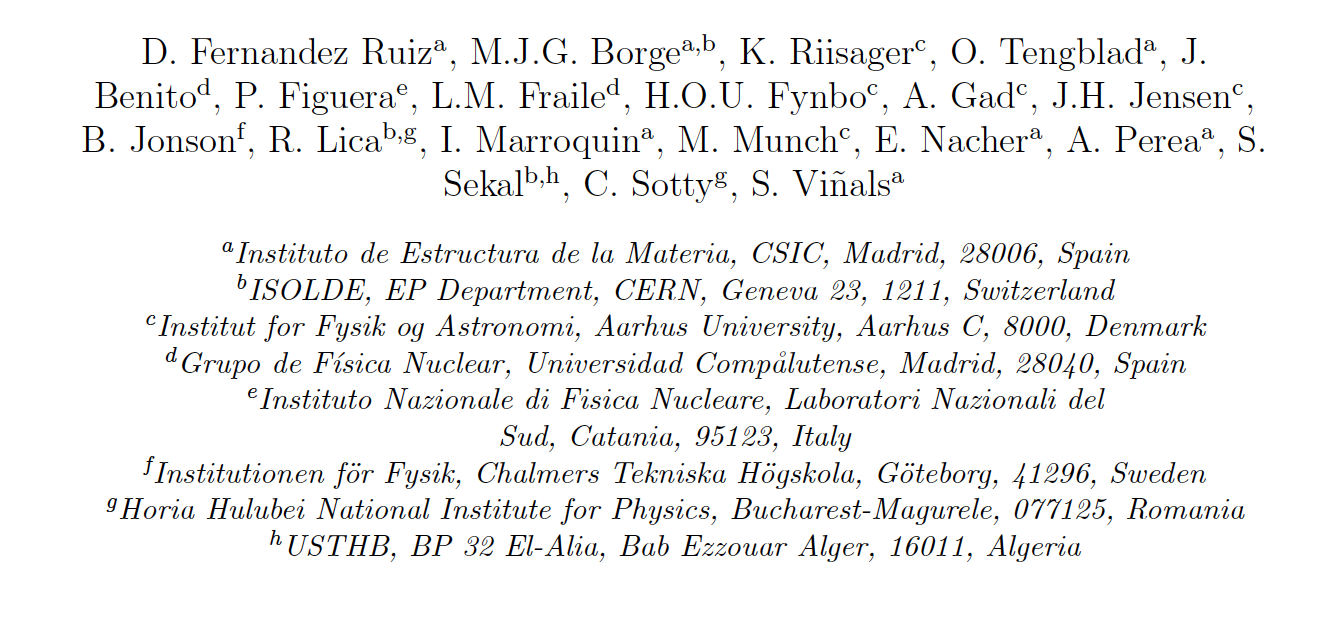 D. Fernandez Ruizᵃ, M.J.G. Borgeᵃ,ᵇ, K. Riisagerᶜ, O. Tengbladᵃ, J.
Benitoᵈ, P. Figueraᵉ, L.M. Fraileᵈ, H.O.U. Fynboᶜ, A. Gadᶜ, J.H. Jensenᶜ,
B. Jonsonᶠ, R. Licaᵇ,ᵍ, I. Marroquinᵃ, M. Munchᶜ, E. Nacherᵃ, A. Pereaᵃ, S.
Sekalᵇ,ʰ, C. Sottyᵍ, S. Viñalsᵃ
ᵃInstituto de Estructura de la Materia, CSIC, Madrid, 28006, Spain
ᵇISOLDE, EP Department, CERN, Geneva 23, 1211, Switzerland
ᶜInstitut for Fysik og Astronomi, Aarhus University, Aarhus C, 8000, Denmark
ᵈGrupo de Física Nuclear, Universidad Compålutense, Madrid, 28040, Spain
ᵉInstituto Nazionale di Fisica Nucleare, Laboratori Nazionali del
Sud, Catania, 95123, Italy
ᶠInstitutionen för Fysik, Chalmers Tekniska Högskola, Göteborg, 41296, Sweden
ᵍHoria Hulubei National Institute for Physics, Bucharest-Magurele, 077125, Romania
ʰUSTHB, BP 32 El-Alia, Bab Ezzouar Alger, 16011, Algeria